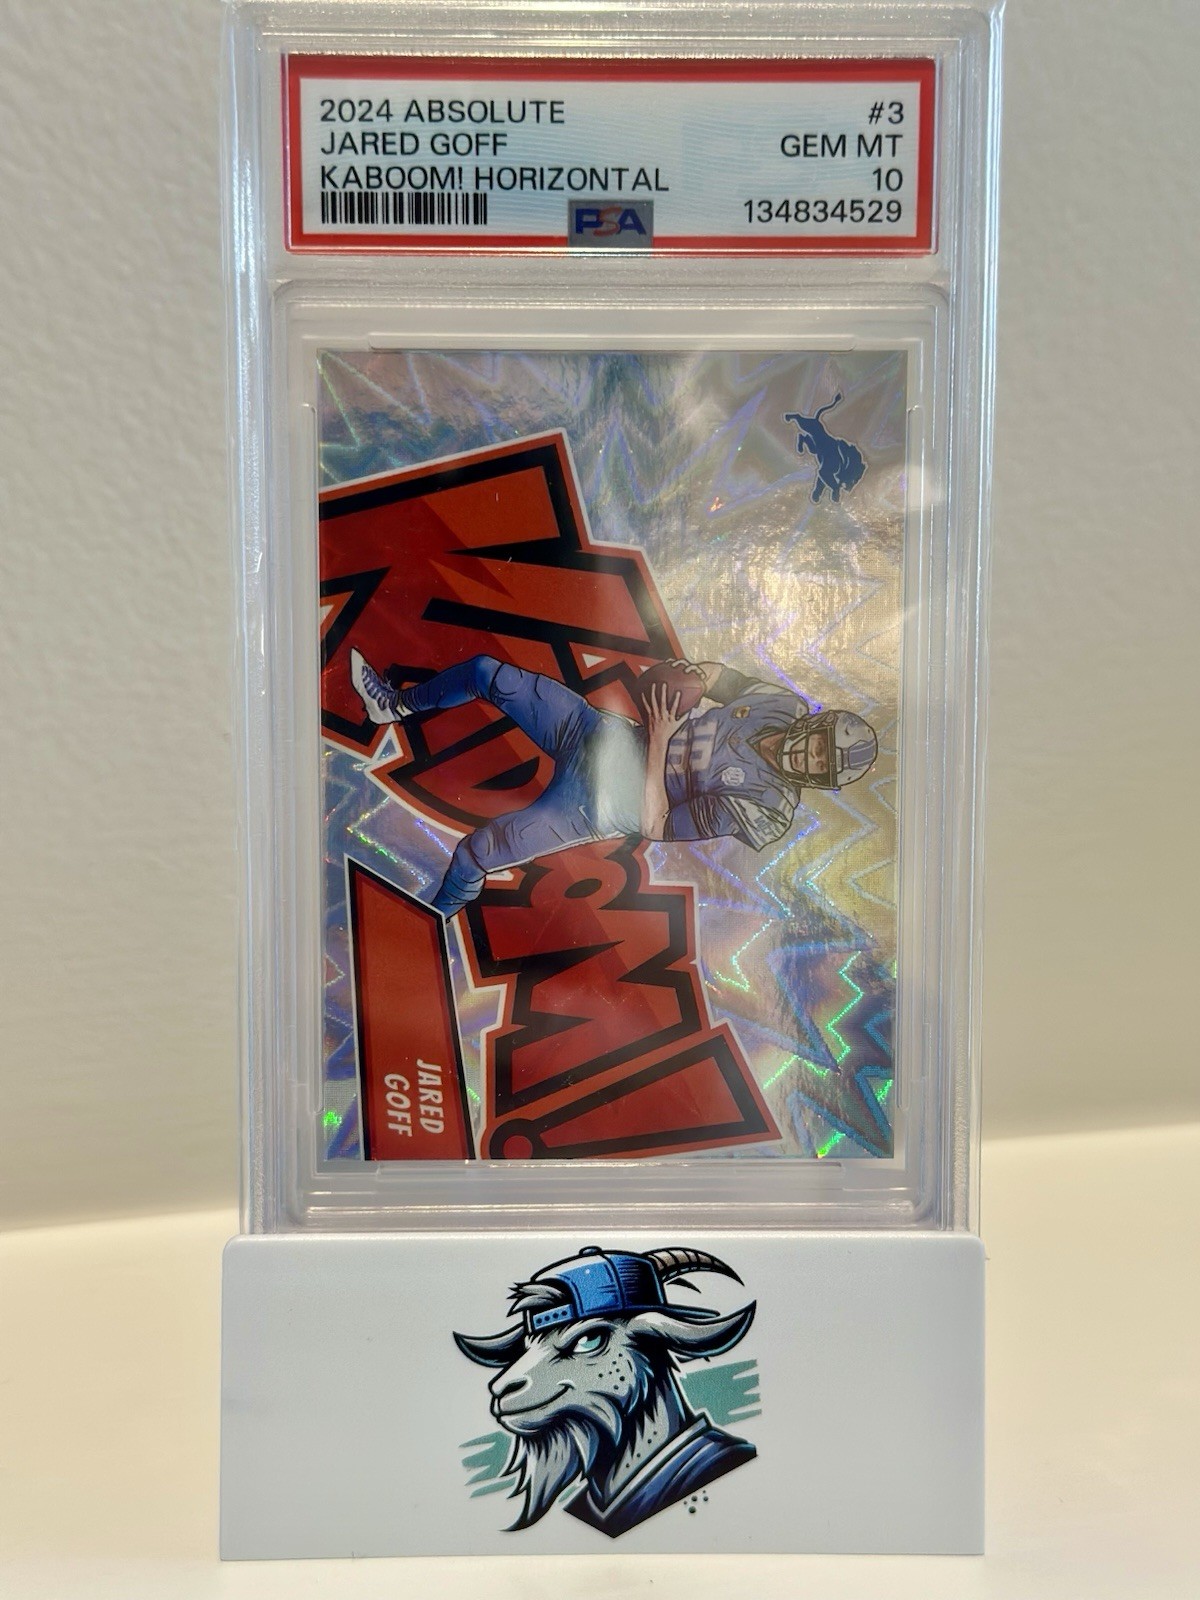 2024 ABSOLUTE #3
JARED GOFF GEM MT
KABOOM! HORIZONTAL 10
134834529
PSA
KABOOM!
JARED
GOFF